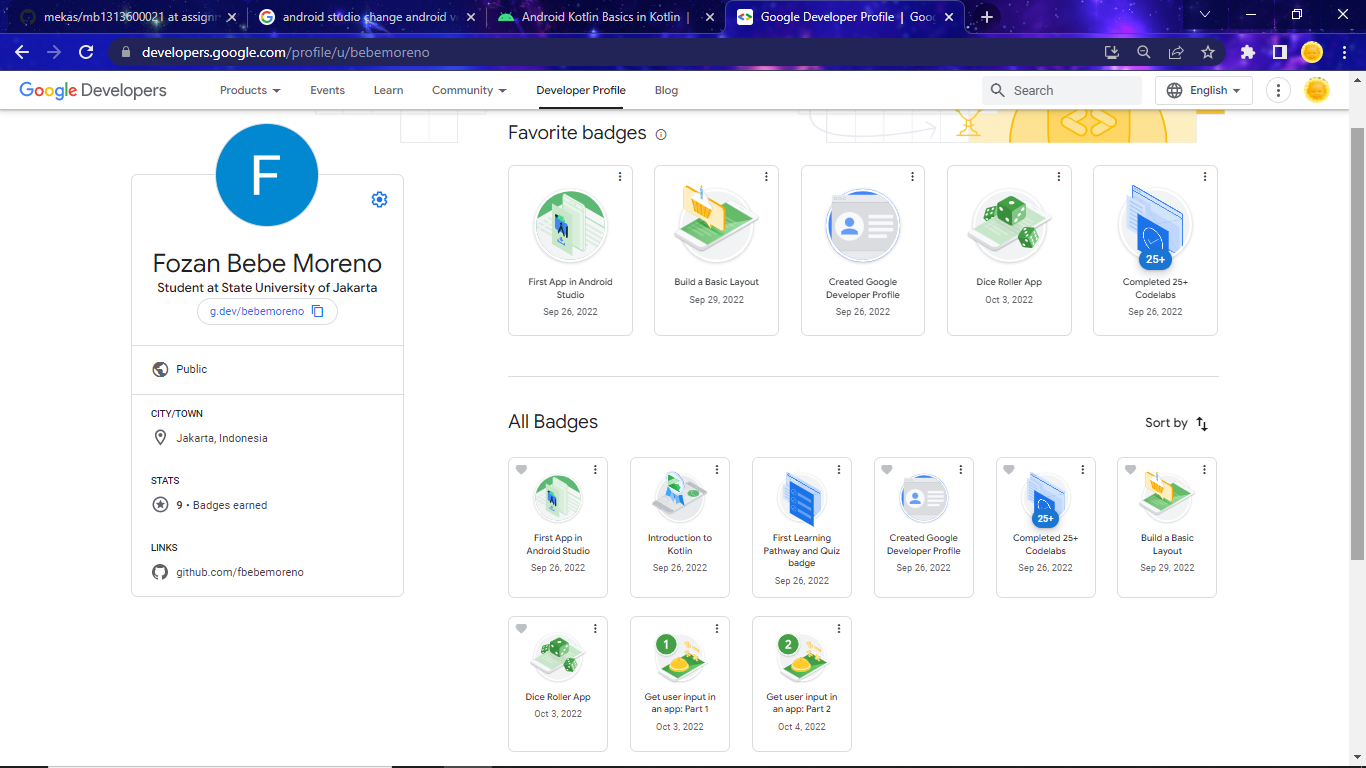 mekas/mb1313600021 at assignm
android studio change android v
Android Kotlin Basics in Kotlin |
Google Developer Profile | Goo
developers.google.com/profile/u/bebemoreno
Google Developers
Products
Events
Learn
Community
Developer Profile
Blog
Search
English
F
Fozan Bebe Moreno
Student at State University of Jakarta
g.dev/bebemoreno
Public
CITY/TOWN
Jakarta, Indonesia
STATS
9 • Badges earned
LINKS
github.com/fbebemoreno
Favorite badges
First App in Android
Studio
Sep 26, 2022
Build a Basic Layout
Sep 29, 2022
Created Google
Developer Profile
Sep 26, 2022
Dice Roller App
Oct 3, 2022
25+
Completed 25+
Codelabs
Sep 26, 2022
All Badges
Sort by
First App in
Android Studio
Sep 26, 2022
Introduction to
Kotlin
Sep 26, 2022
First Learning
Pathway and Quiz
badge
Sep 26, 2022
Created Google
Developer Profile
Sep 26, 2022
25+
Completed 25+
Codelabs
Sep 26, 2022
Build a Basic
Layout
Sep 29, 2022
Dice Roller App
Oct 3, 2022
1
Get user input in
an app: Part 1
Oct 3, 2022
2
Get user input in
an app: Part 2
Oct 4, 2022